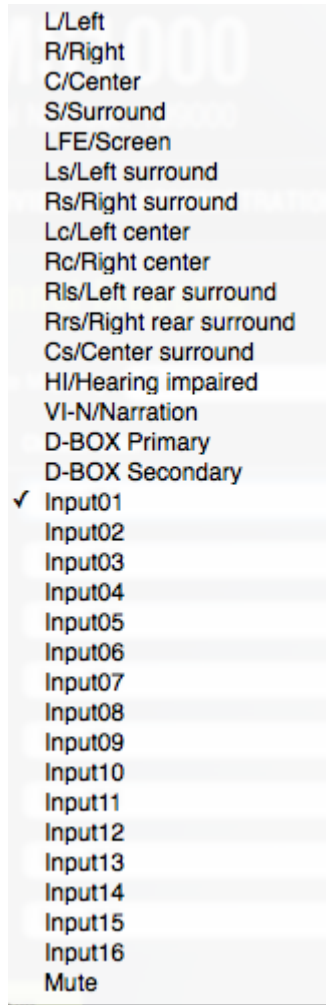 L/Left
R/Right
C/Center
S/Surround
LFE/Screen
Ls/Left surround
Rs/Right surround
Lc/Left center
Rc/Right center
Rls/Left rear surround
Rrs/Right rear surround
Cs/Center surround
HI/Hearing impaired
VI-N/Narration
D-BOX Primary
D-BOX Secondary
✓ Input01
Input02
Input03
Input04
Input05
Input06
Input07
Input08
Input09
Input10
Input11
Input12
Input13
Input14
Input15
Input16
Mute